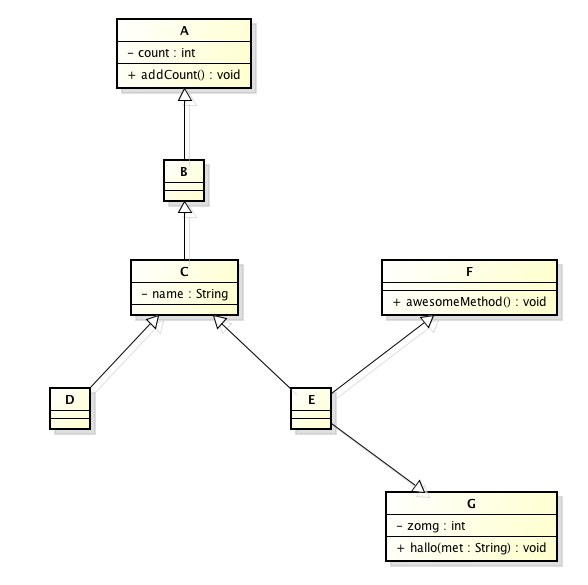 A
- count : int
+ addCount() : void
B
C
- name : String
F
+ awesomeMethod() : void
D
E
G
- zomg : int
+ hallo(met : String) : void